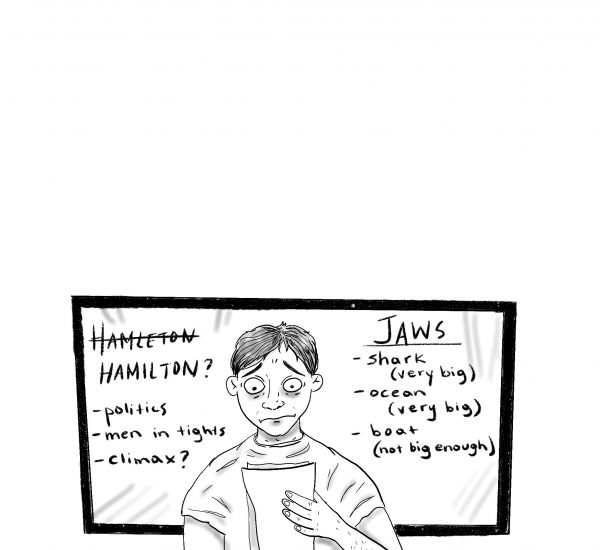 HAMLETON
HAMILTON?
-politics
-men in tights
-climax?
JAWS
-shark
(very big)
-ocean
(very big)
- boat
(not big enough)